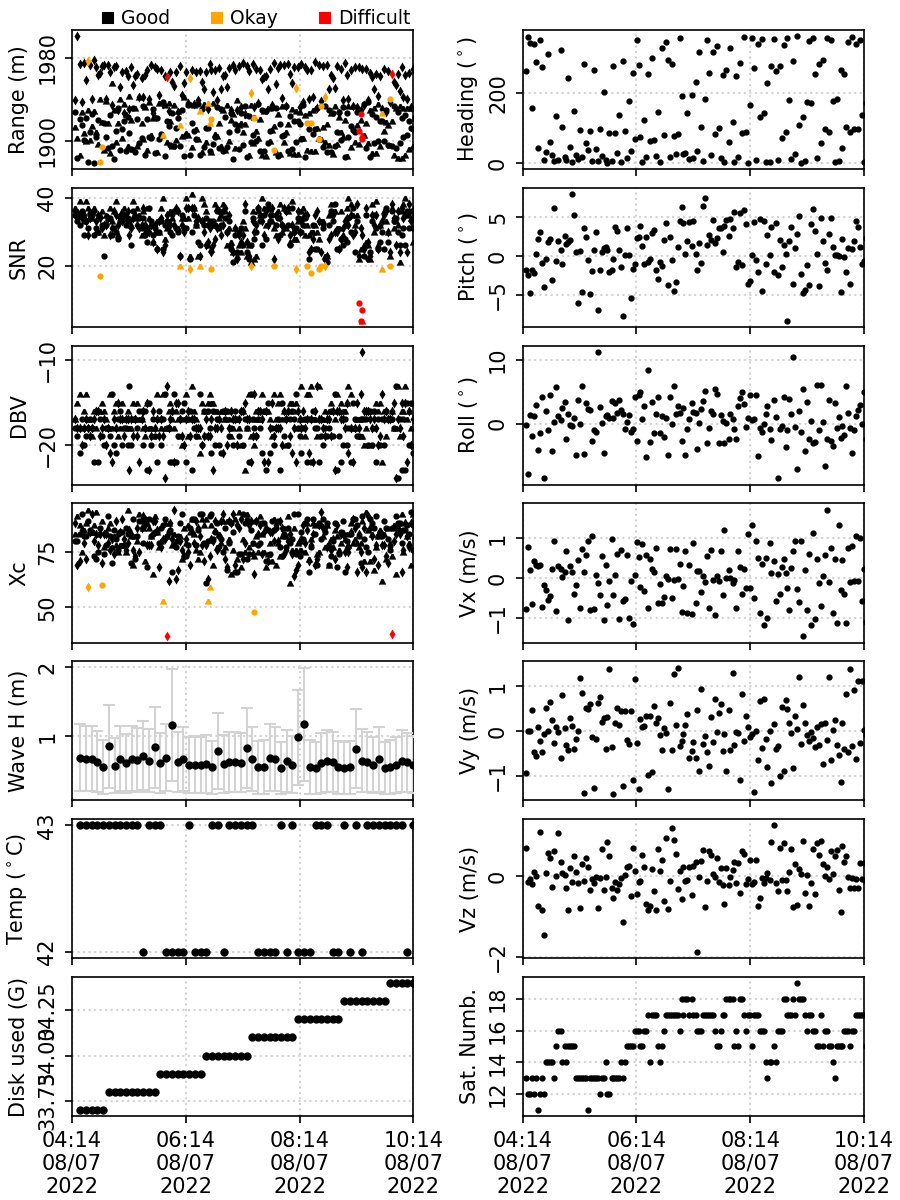 Good Okay Difficult
Range (m)
1980
1900
SNR
40
20
DBV
−10
−20
Xc
75
50
Wave H (m)
2
1
Temp (°C)
43
42
Disk used (G)
34.25
34.00
33.75
04:14 06:14 08:14 10:14
08/07 08/07 08/07 08/07
2022 2022 2022 2022
Heading (°)
200
0
Pitch (°)
5
0
−5
Roll (°)
10
0
Vx (m/s)
1
0
−1
Vy (m/s)
1
0
−1
Vz (m/s)
0
−2
Sat. Numb.
18
16
14
12
04:14 06:14 08:14 10:14
08/07 08/07 08/07 08/07
2022 2022 2022 2022